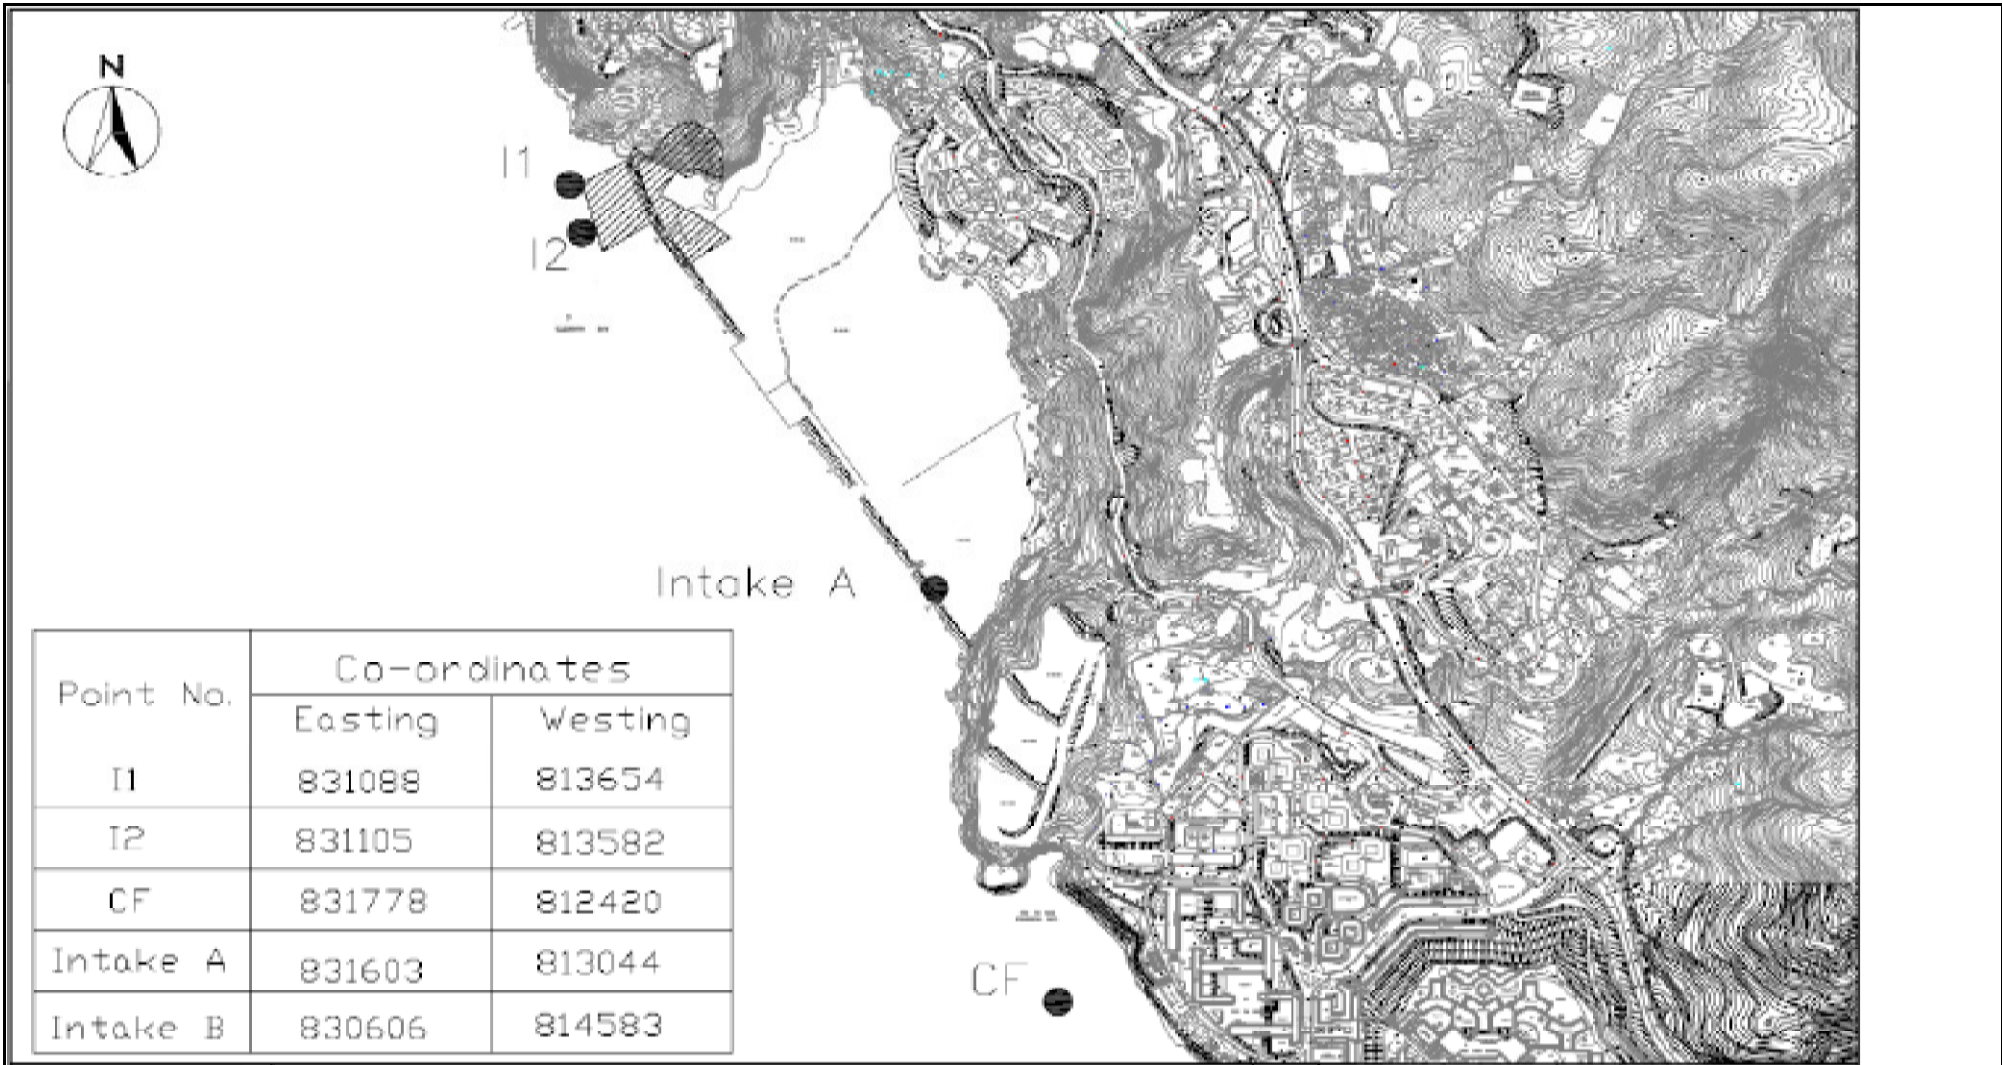 N
I1
I2
Intake A
Point No. Co-ordinates
Easting Westing
I1 831088 813654
I2 831105 813582
CF 831778 812420
Intake A 831603 813044
Intake B 830606 814583
CF